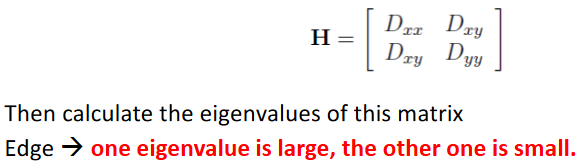 H = [ Dxx Dxy
Dxy Dyy ]
Then calculate the eigenvalues of this matrix
Edge → one eigenvalue is large, the other one is small.